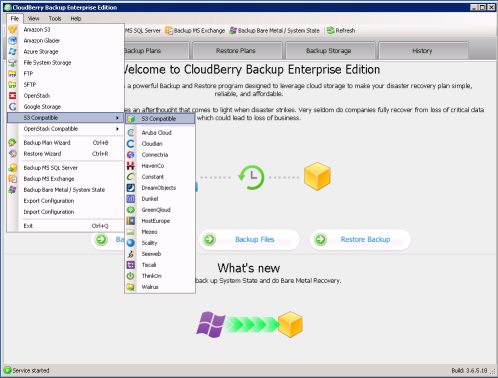 CloudBerry Backup Enterprise Edition
File View Tools Help
MS SQL Server Backup MS Exchange Backup Bare Metal / System State Refresh
Backup Plans Restore Plans Backup Storage History
Amazon S3
Amazon Glacier
Azure Storage
File System Storage
FTP
SFTP
OpenStack
Google Storage
S3 Compatible
OpenStack Compatible
Backup Plan Wizard Ctrl+B
Restore Wizard Ctrl+R
Backup MS SQL Server
Backup MS Exchange
Backup Bare Metal / System State
Export Configuration
Import Configuration
Exit Ctrl+Q
S3 Compatible
Aruba Cloud
Cloudian
Connectria
HavenCo
Constant
DreamObjects
Dunkel
GreenQloud
HostEurope
Mezeo
Scality
Seeweb
Tiscali
ThinkOn
Walrus
Welcome to CloudBerry Backup Enterprise Edition
a powerful Backup and Restore program designed to leverage cloud storage to make your disaster recovery plan simple,
reliable, and affordable.
es an afterthought that comes to light when disaster strikes. Very seldom do companies fully recover from loss of critical data
which could lead to loss of business.
Ba Backup Files Restore Backup
What's new
back up System State and do Bare Metal Recovery.
Service started Build: 3.6.5.18